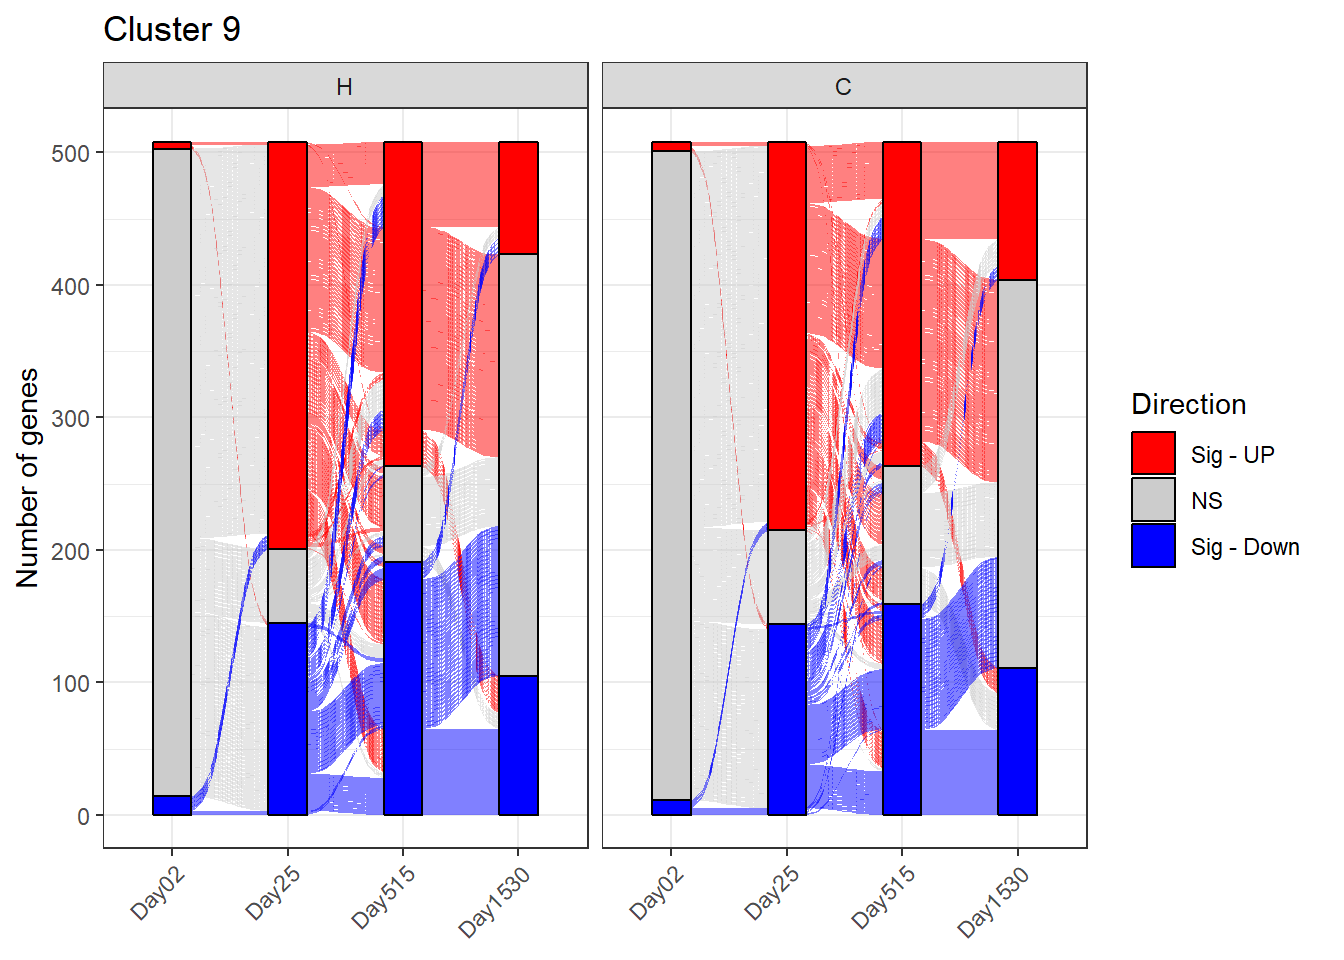 Cluster 9
H
C
Number of genes
500
400
300
200
100
0
Day02
Day25
Day515
Day1530
Day02
Day25
Day515
Day1530
Direction
Sig - UP
NS
Sig - Down